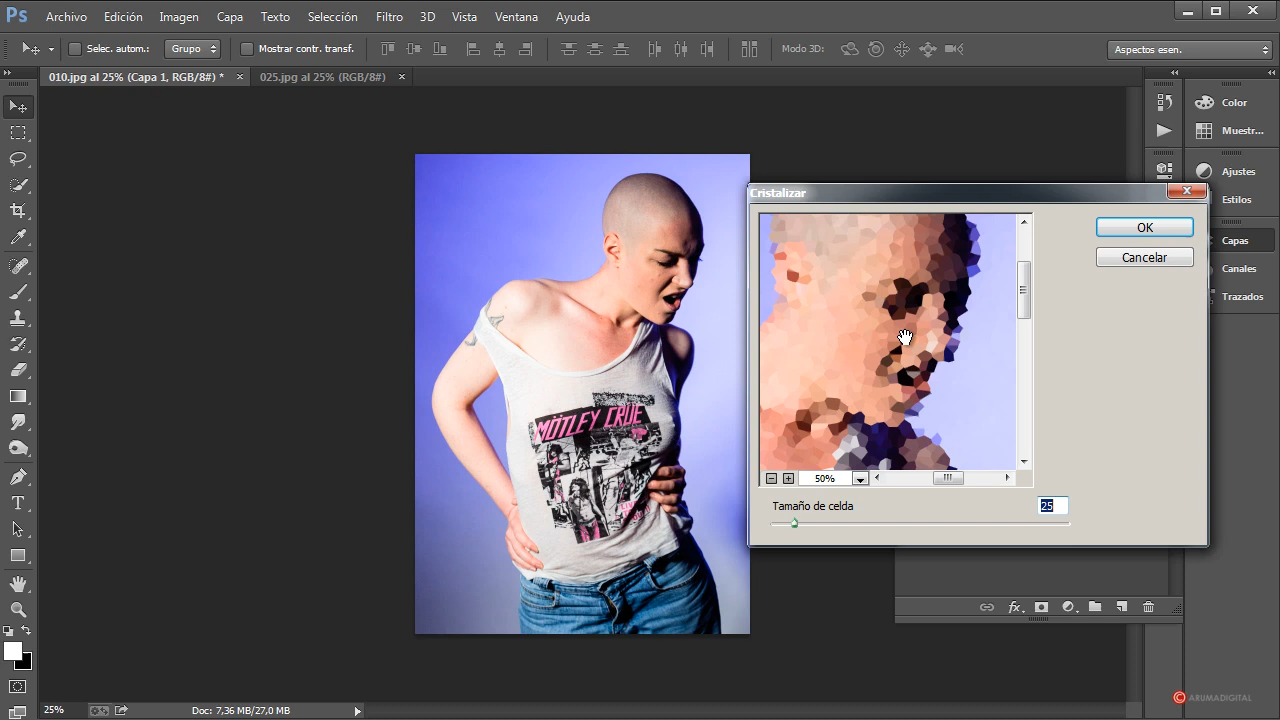 Ps Archivo Edición Imagen Capa Texto Selección Filtro 3D Vista Ventana Ayuda
Selec. autom.: Grupo Mostrar contr. transf. Modo 3D: Aspectos esen.
010.jpg al 25% (Capa 1, RGB/8#) * × 025.jpg al 25% (RGB/8#) ×
Color
Muestr...
Ajustes
Estilos
Capas
Canales
Trazados
Cristalizar
OK
Cancelar
50%
Tamaño de celda 25
MÖTLEY CRÜE
fx
25% Doc: 7,36 MB/27,0 MB
© ARUMADIGITAL